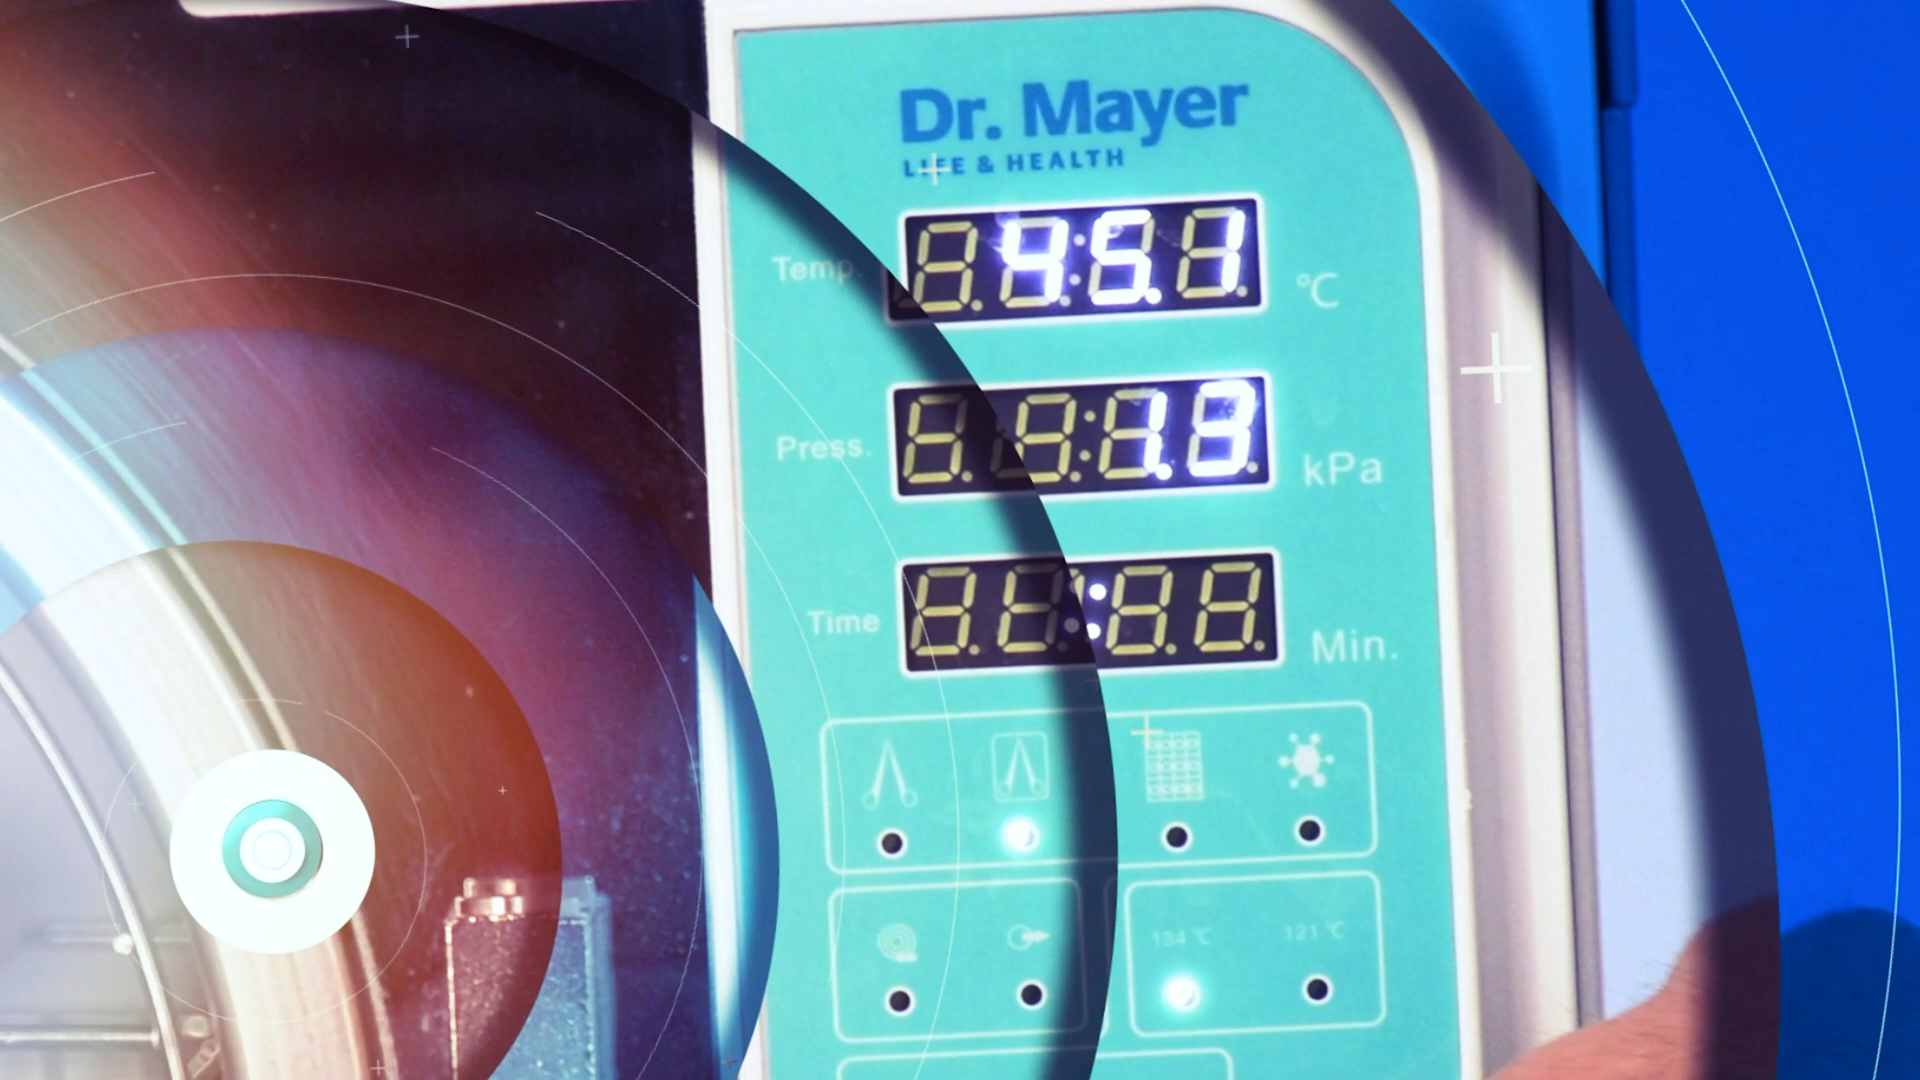 Dr. Mayer
LIFE & HEALTH
Temp. 45.1 °C
Press. 1.3 kPa
Time : Min.
134 °C 121 °C